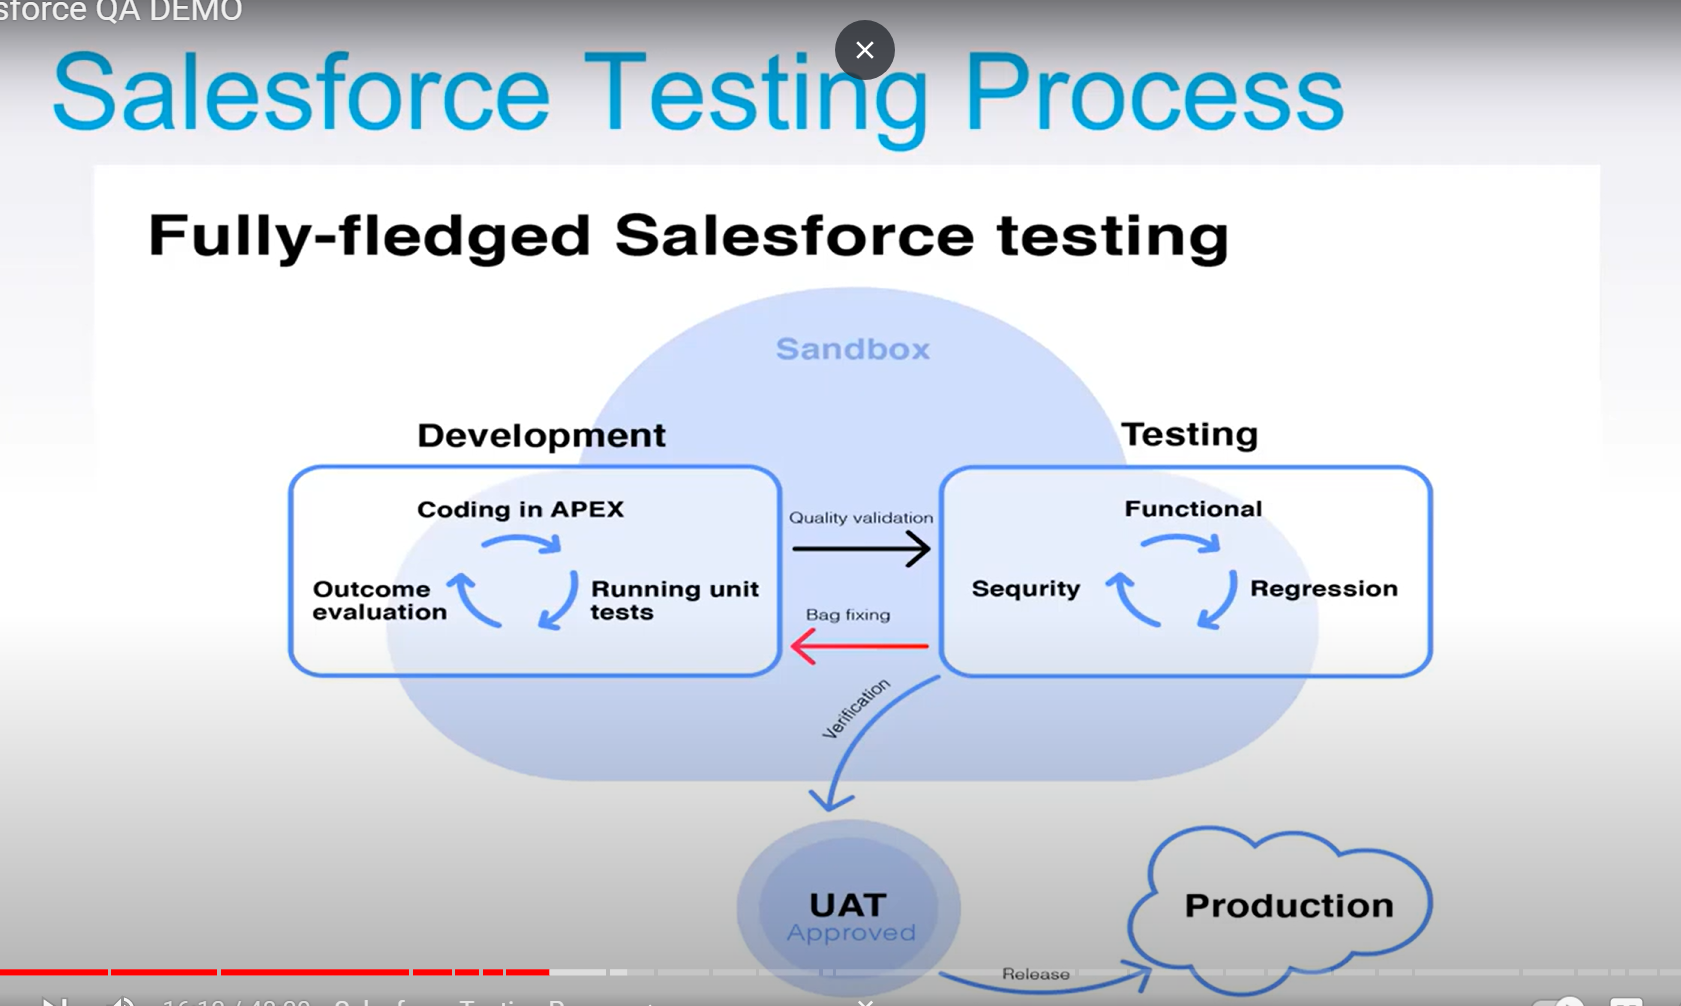 sforce QA DEMO
Salesforce Testing Process
Fully-fledged Salesforce testing
Sandbox
Development
Testing
Coding in APEX
Outcome
evaluation
Running unit
tests
Quality validation
Bag fixing
Functional
Sequrity
Regression
Verification
UAT
Approved
Production
Release